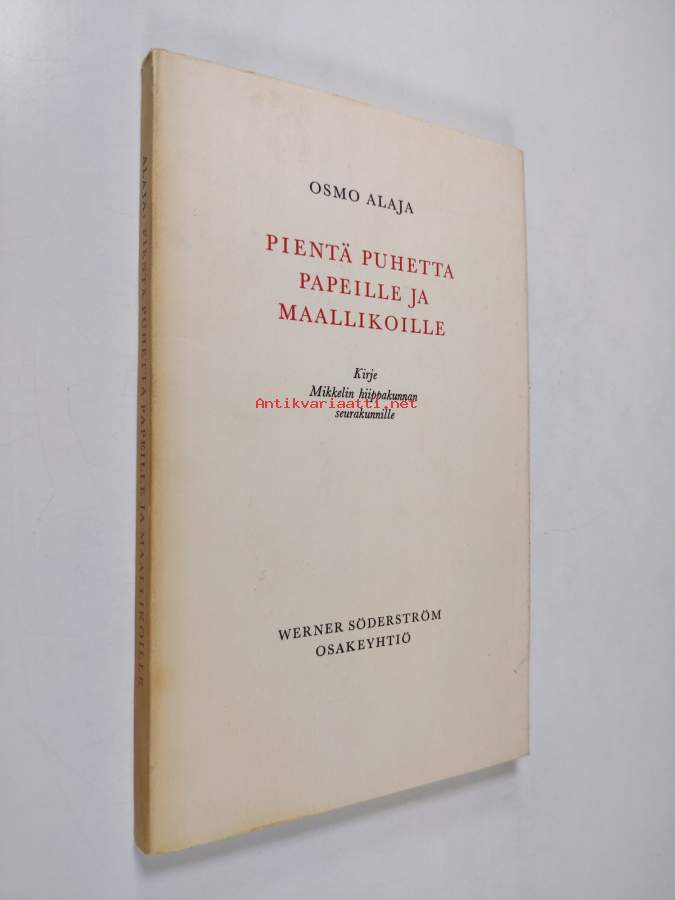 OSMO ALAJA
PIENTÄ PUHETTA
PAPEILLE JA
MAALLIKOILLE
Kirje
Mikkelin hiippakunnan
Antikvariaatti.net
seurakunnille
WERNER SÖDERSTRÖM
OSAKEYHTIÖ
ALAJA: PIENTÄ PUHETTA PAPEILLE JA MAALLIKOILLE